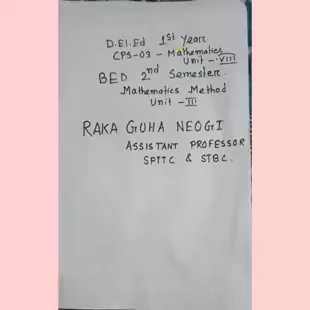 D.El.Ed 1st Year
CPS-03 - Mathematics
Unit - VIII
BED 2nd Semester.
Mathematics Method
Unit - III
RAKA GUHA NEOGI
ASSISTANT PROFESSOR
SPTTC & STBC.